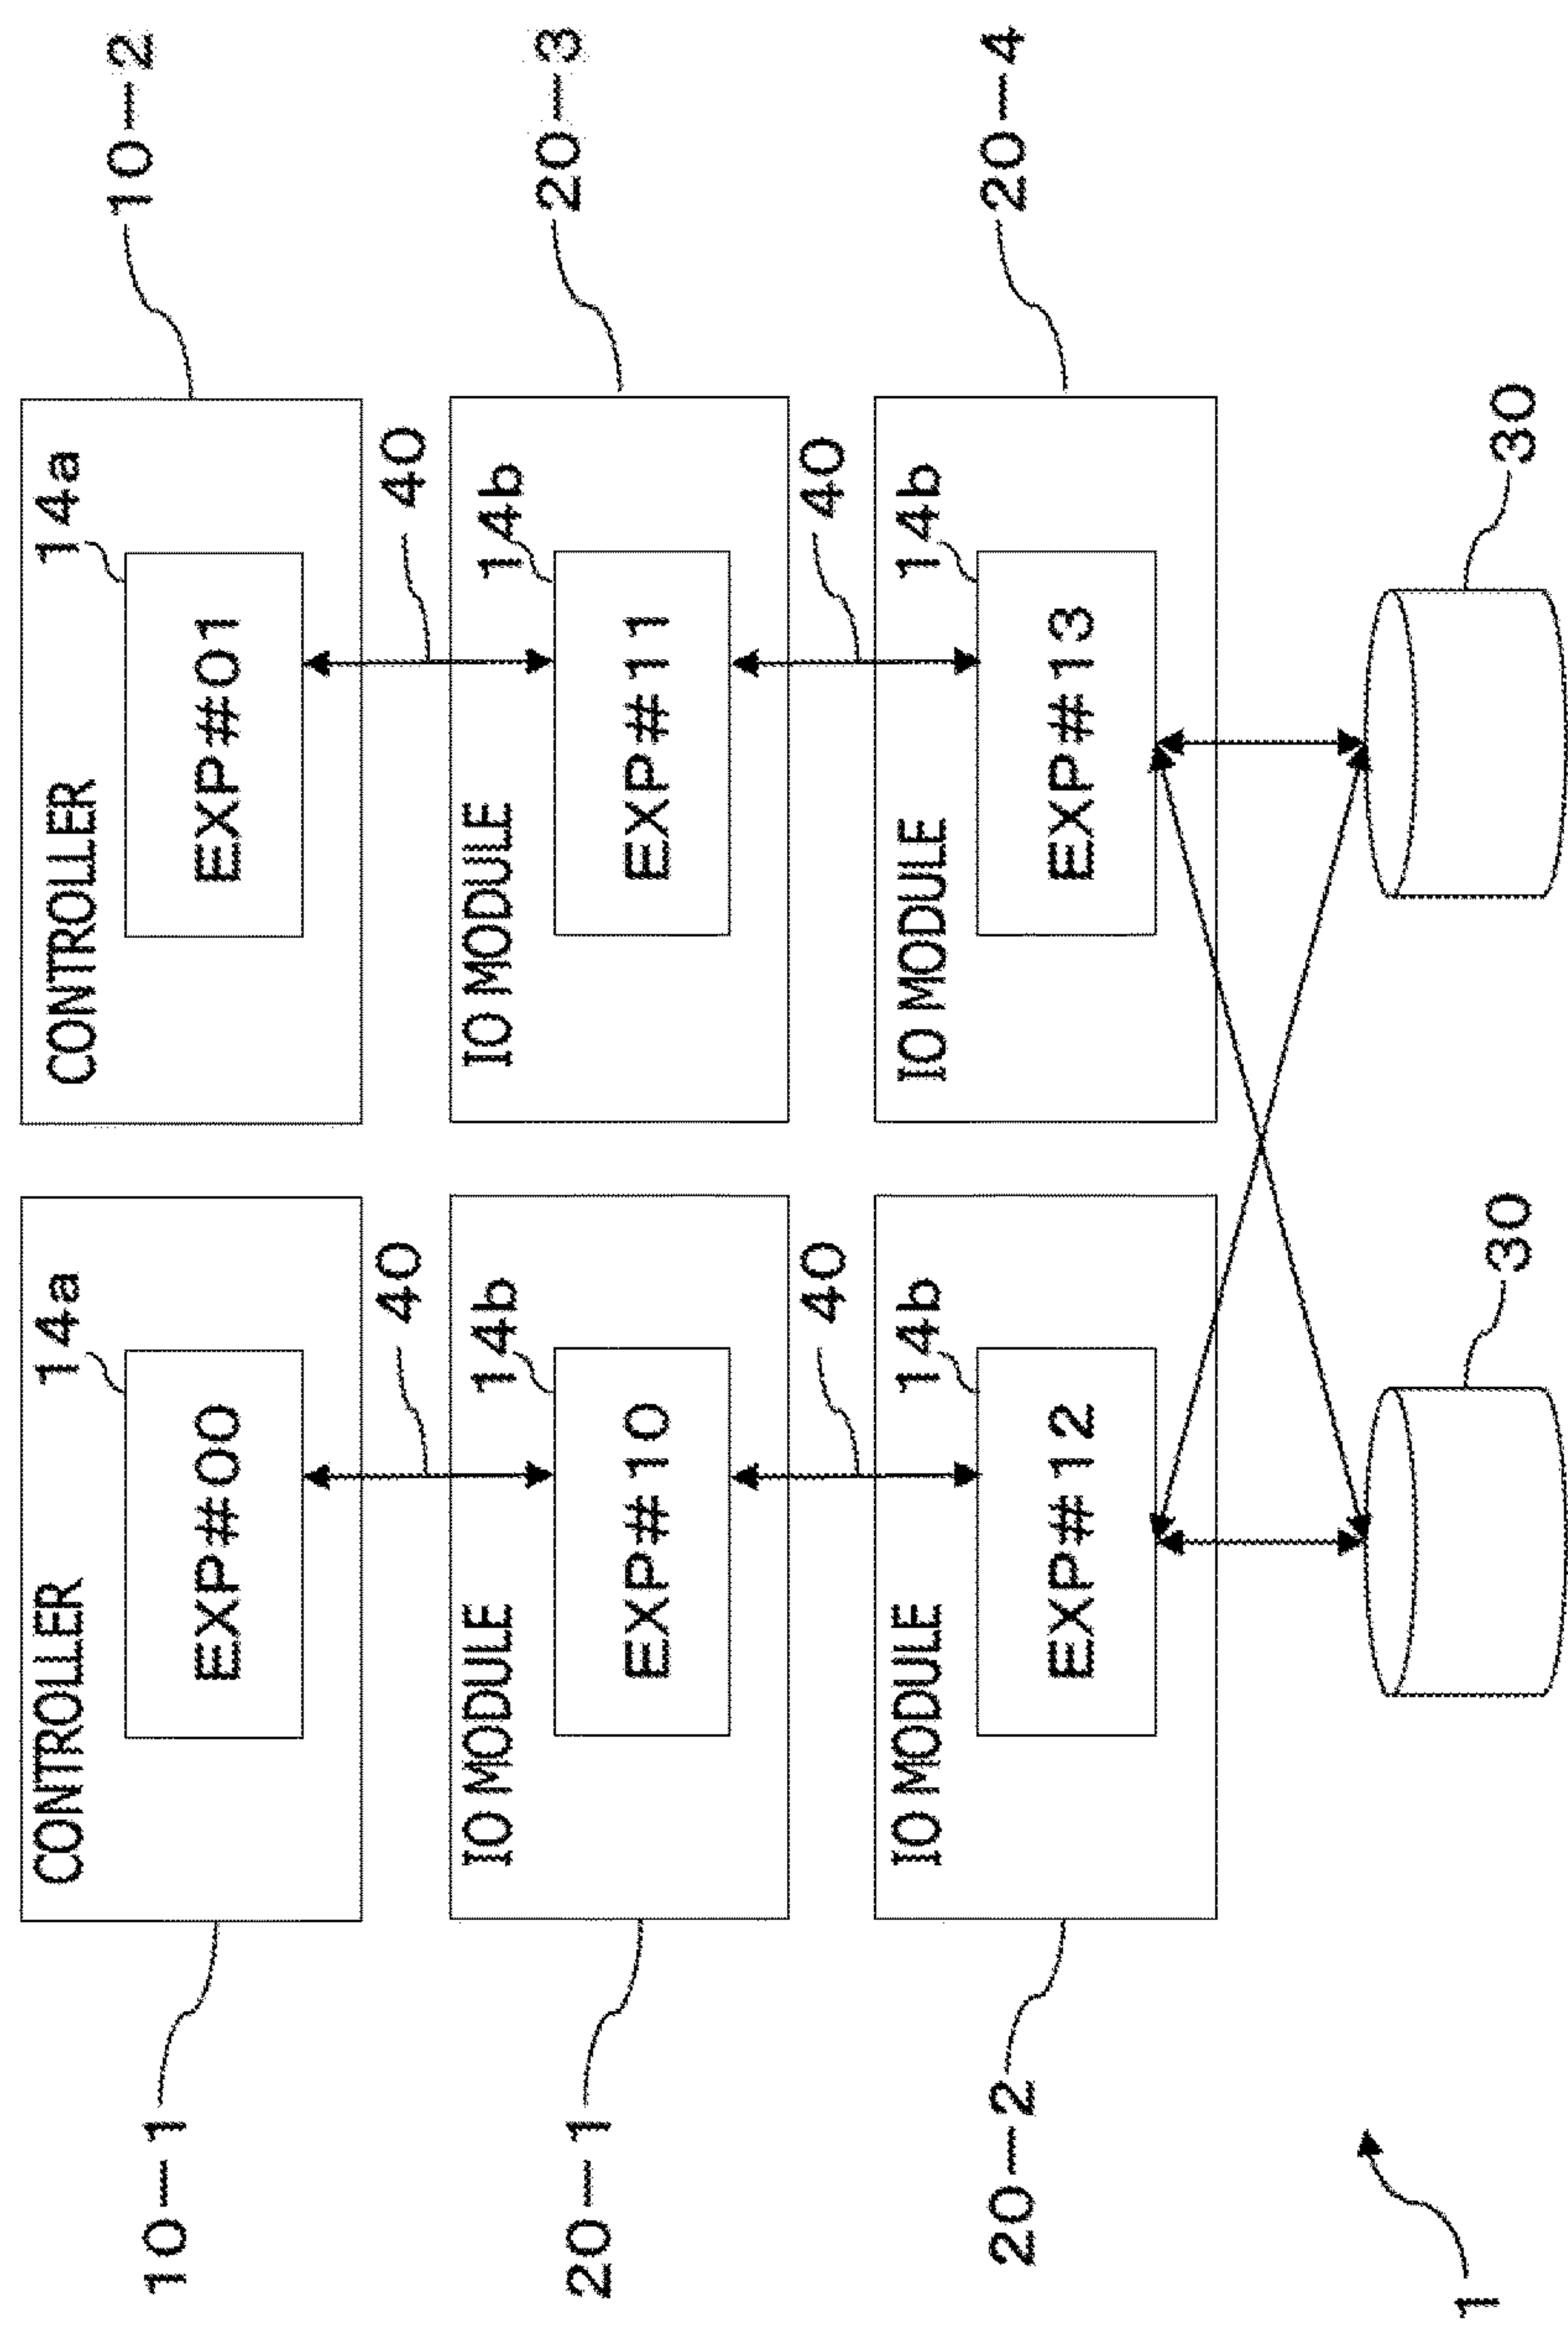 10-1
CONTROLLER
14a
EXP#00
CONTROLLER
14a
EXP#01
10-2
40
40
20-1
IO MODULE
14b
EXP#10
IO MODULE
14b
EXP#11
20-3
40
40
20-2
IO MODULE
14b
EXP#12
IO MODULE
14b
EXP#13
20-4
30
30
1